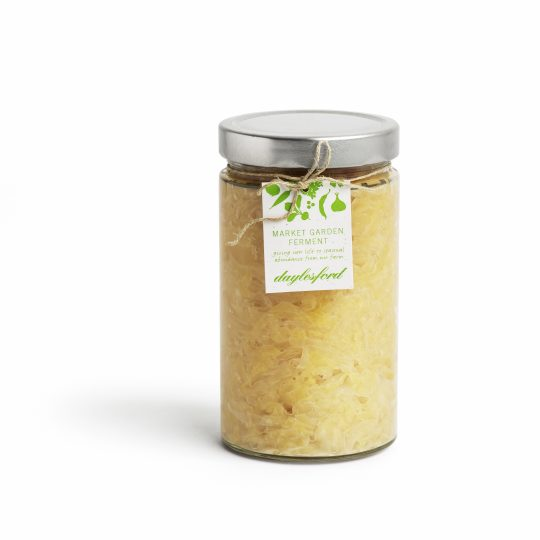 MARKET GARDEN
FERMENT
giving new life to seasonal
abundance from our farm
daylesford